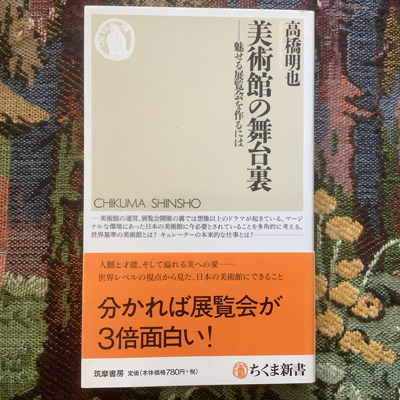 高橋明也
美術館の舞台裏
──魅せる展覧会を作るには
CHIKUMA SHINSHO
──美術館の運営、展覧会開催の裏では想像以上のドラマが起きている。マージ
ナルな環境にあった日本の美術館に今必要とされていることを多角的に考える。
世界基準の美術館とは? キュレーターの本来的な仕事とは?
人脈と才能、そして溢れる美への愛……
世界レベルの視点から見た、日本の美術館にできること
分かれば展覧会が
3倍面白い!
筑摩書房 定価(本体価格780円+税)
ちくま新書